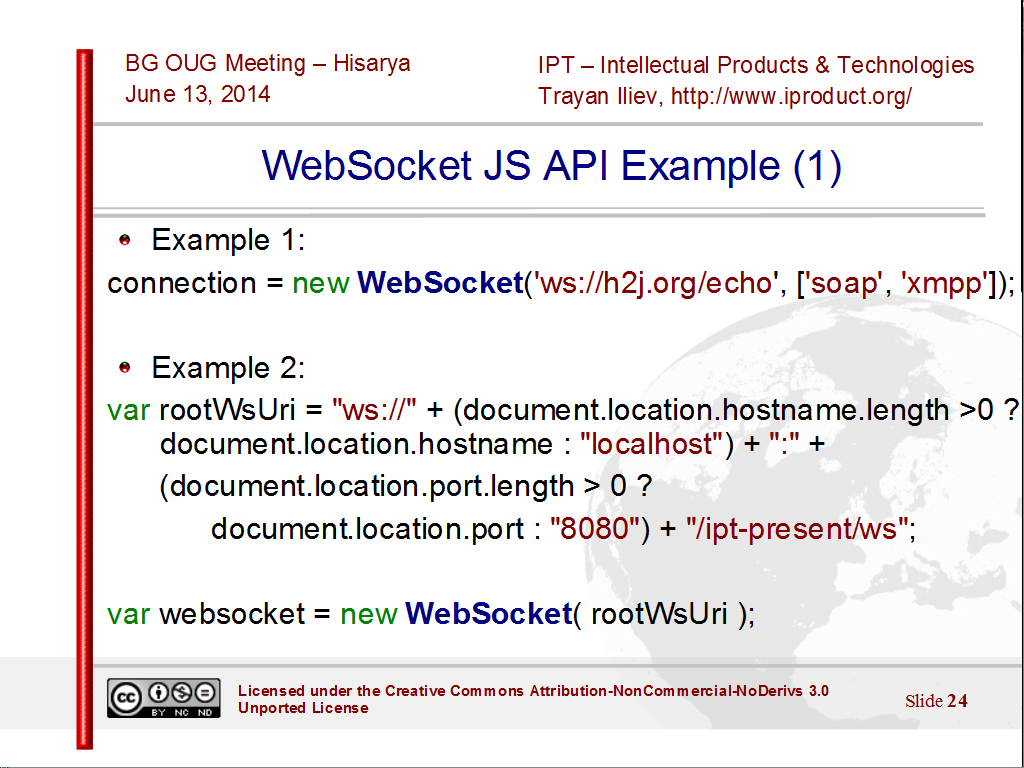 BG OUG Meeting – Hisarya
June 13, 2014
IPT – Intellectual Products & Technologies
Trayan Iliev, http://www.iproduct.org/
WebSocket JS API Example (1)
Example 1:
connection = new WebSocket('ws://h2j.org/echo', ['soap', 'xmpp']);
Example 2:
var rootWsUri = "ws://" + (document.location.hostname.length >0 ?
document.location.hostname : "localhost") + ":" +
(document.location.port.length > 0 ?
document.location.port : "8080") + "/ipt-present/ws";
var websocket = new WebSocket( rootWsUri );
cc
BY NC ND
Licensed under the Creative Commons Attribution-NonCommercial-NoDerivs 3.0
Unported License
Slide 24